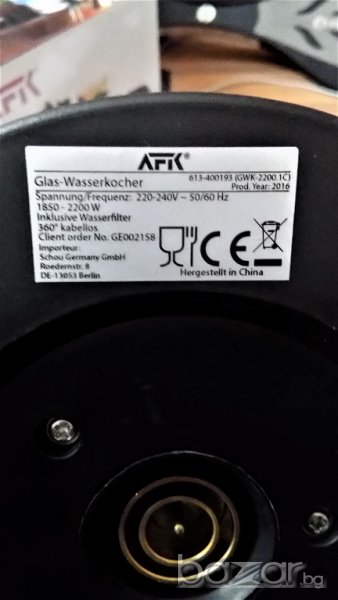 AFK
AFK®
613-400193 (GWK-2200.1C)
Glas-Wasserkocher
Prod. Year: 2016
Spannung/Frequenz: 220-240V ~ 50/60 Hz
1850 - 2200 W
Inklusive Wasserfilter
360° kabellos
Client order No. GE002158
Importeur:
Schou Germany GmbH
Roedernstr. 8
DE-13053 Berlin
CE
Hergestellt in China
bazar.bg